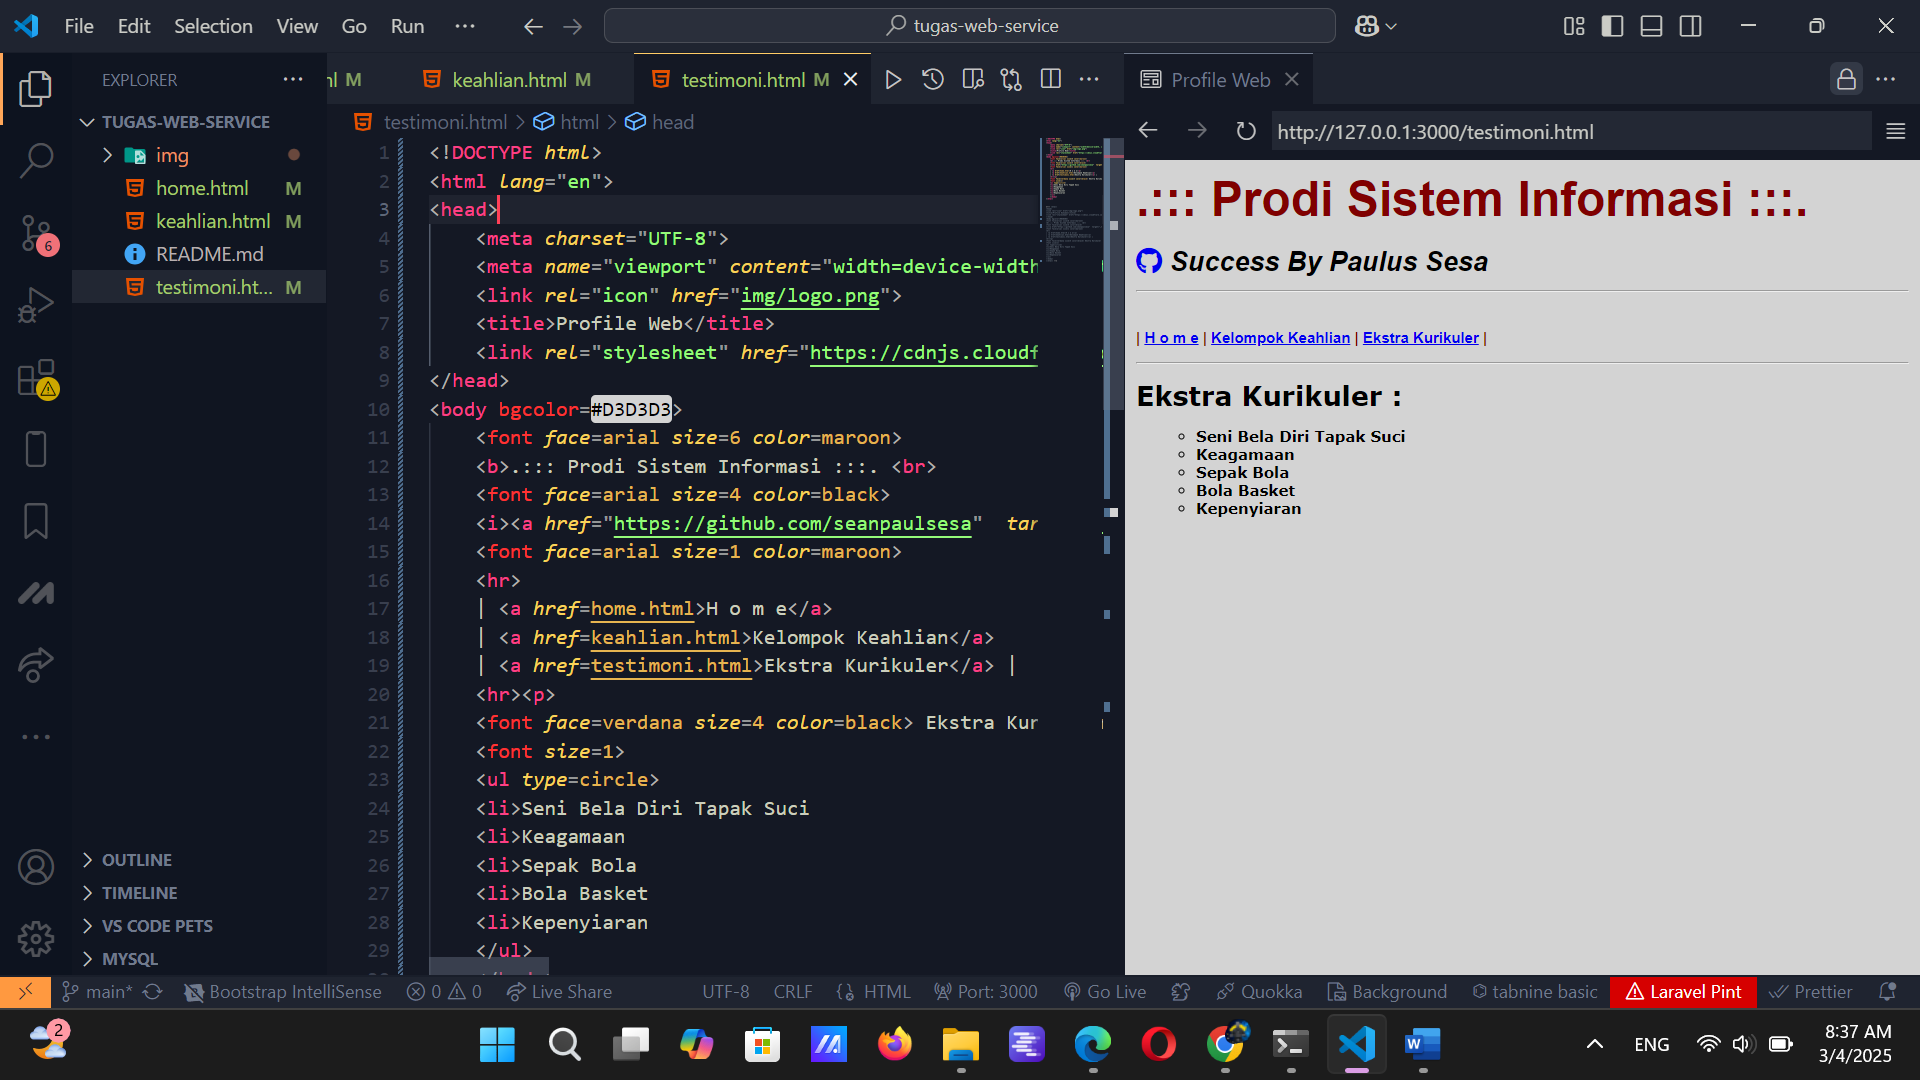 File Edit Selection View Go Run ... tugas-web-service
EXPLORER
TUGAS-WEB-SERVICE
img
home.html M
keahlian.html M
README.md
testimoni.ht... M
OUTLINE
TIMELINE
VS CODE PETS
MYSQL
6
M keahlian.html M testimoni.html M
testimoni.html > html > head
1 <!DOCTYPE html>
2 <html lang="en">
3 <head>
4 <meta charset="UTF-8">
5 <meta name="viewport" content="width=device-width
6 <link rel="icon" href="img/logo.png">
7 <title>Profile Web</title>
8 <link rel="stylesheet" href="https://cdnjs.cloudf
9 </head>
10 <body bgcolor=#D3D3D3>
11 <font face=arial size=6 color=maroon>
12 <b>.::: Prodi Sistem Informasi :::. <br>
13 <font face=arial size=4 color=black>
14 <i><a href="https://github.com/seanpaulsesa" tar
15 <font face=arial size=1 color=maroon>
16 <hr>
17 | <a href=home.html>H o m e</a>
18 | <a href=keahlian.html>Kelompok Keahlian</a>
19 | <a href=testimoni.html>Ekstra Kurikuler</a> |
20 <hr><p>
21 <font face=verdana size=4 color=black> Ekstra Kur
22 <font size=1>
23 <ul type=circle>
24 <li>Seni Bela Diri Tapak Suci
25 <li>Keagamaan
26 <li>Sepak Bola
27 <li>Bola Basket
28 <li>Kepenyiaran
29 </ul>
Profile Web
http://127.0.0.1:3000/testimoni.html
.::: Prodi Sistem Informasi :::.
Success By Paulus Sesa
| H o m e | Kelompok Keahlian | Ekstra Kurikuler |
Ekstra Kurikuler :
Seni Bela Diri Tapak Suci
Keagamaan
Sepak Bola
Bola Basket
Kepenyiaran
main* Bootstrap IntelliSense 0 0 Live Share UTF-8 CRLF HTML Port: 3000 Go Live Quokka Background tabnine basic Laravel Pint Prettier
2
ENG
8:37 AM
3/4/2025